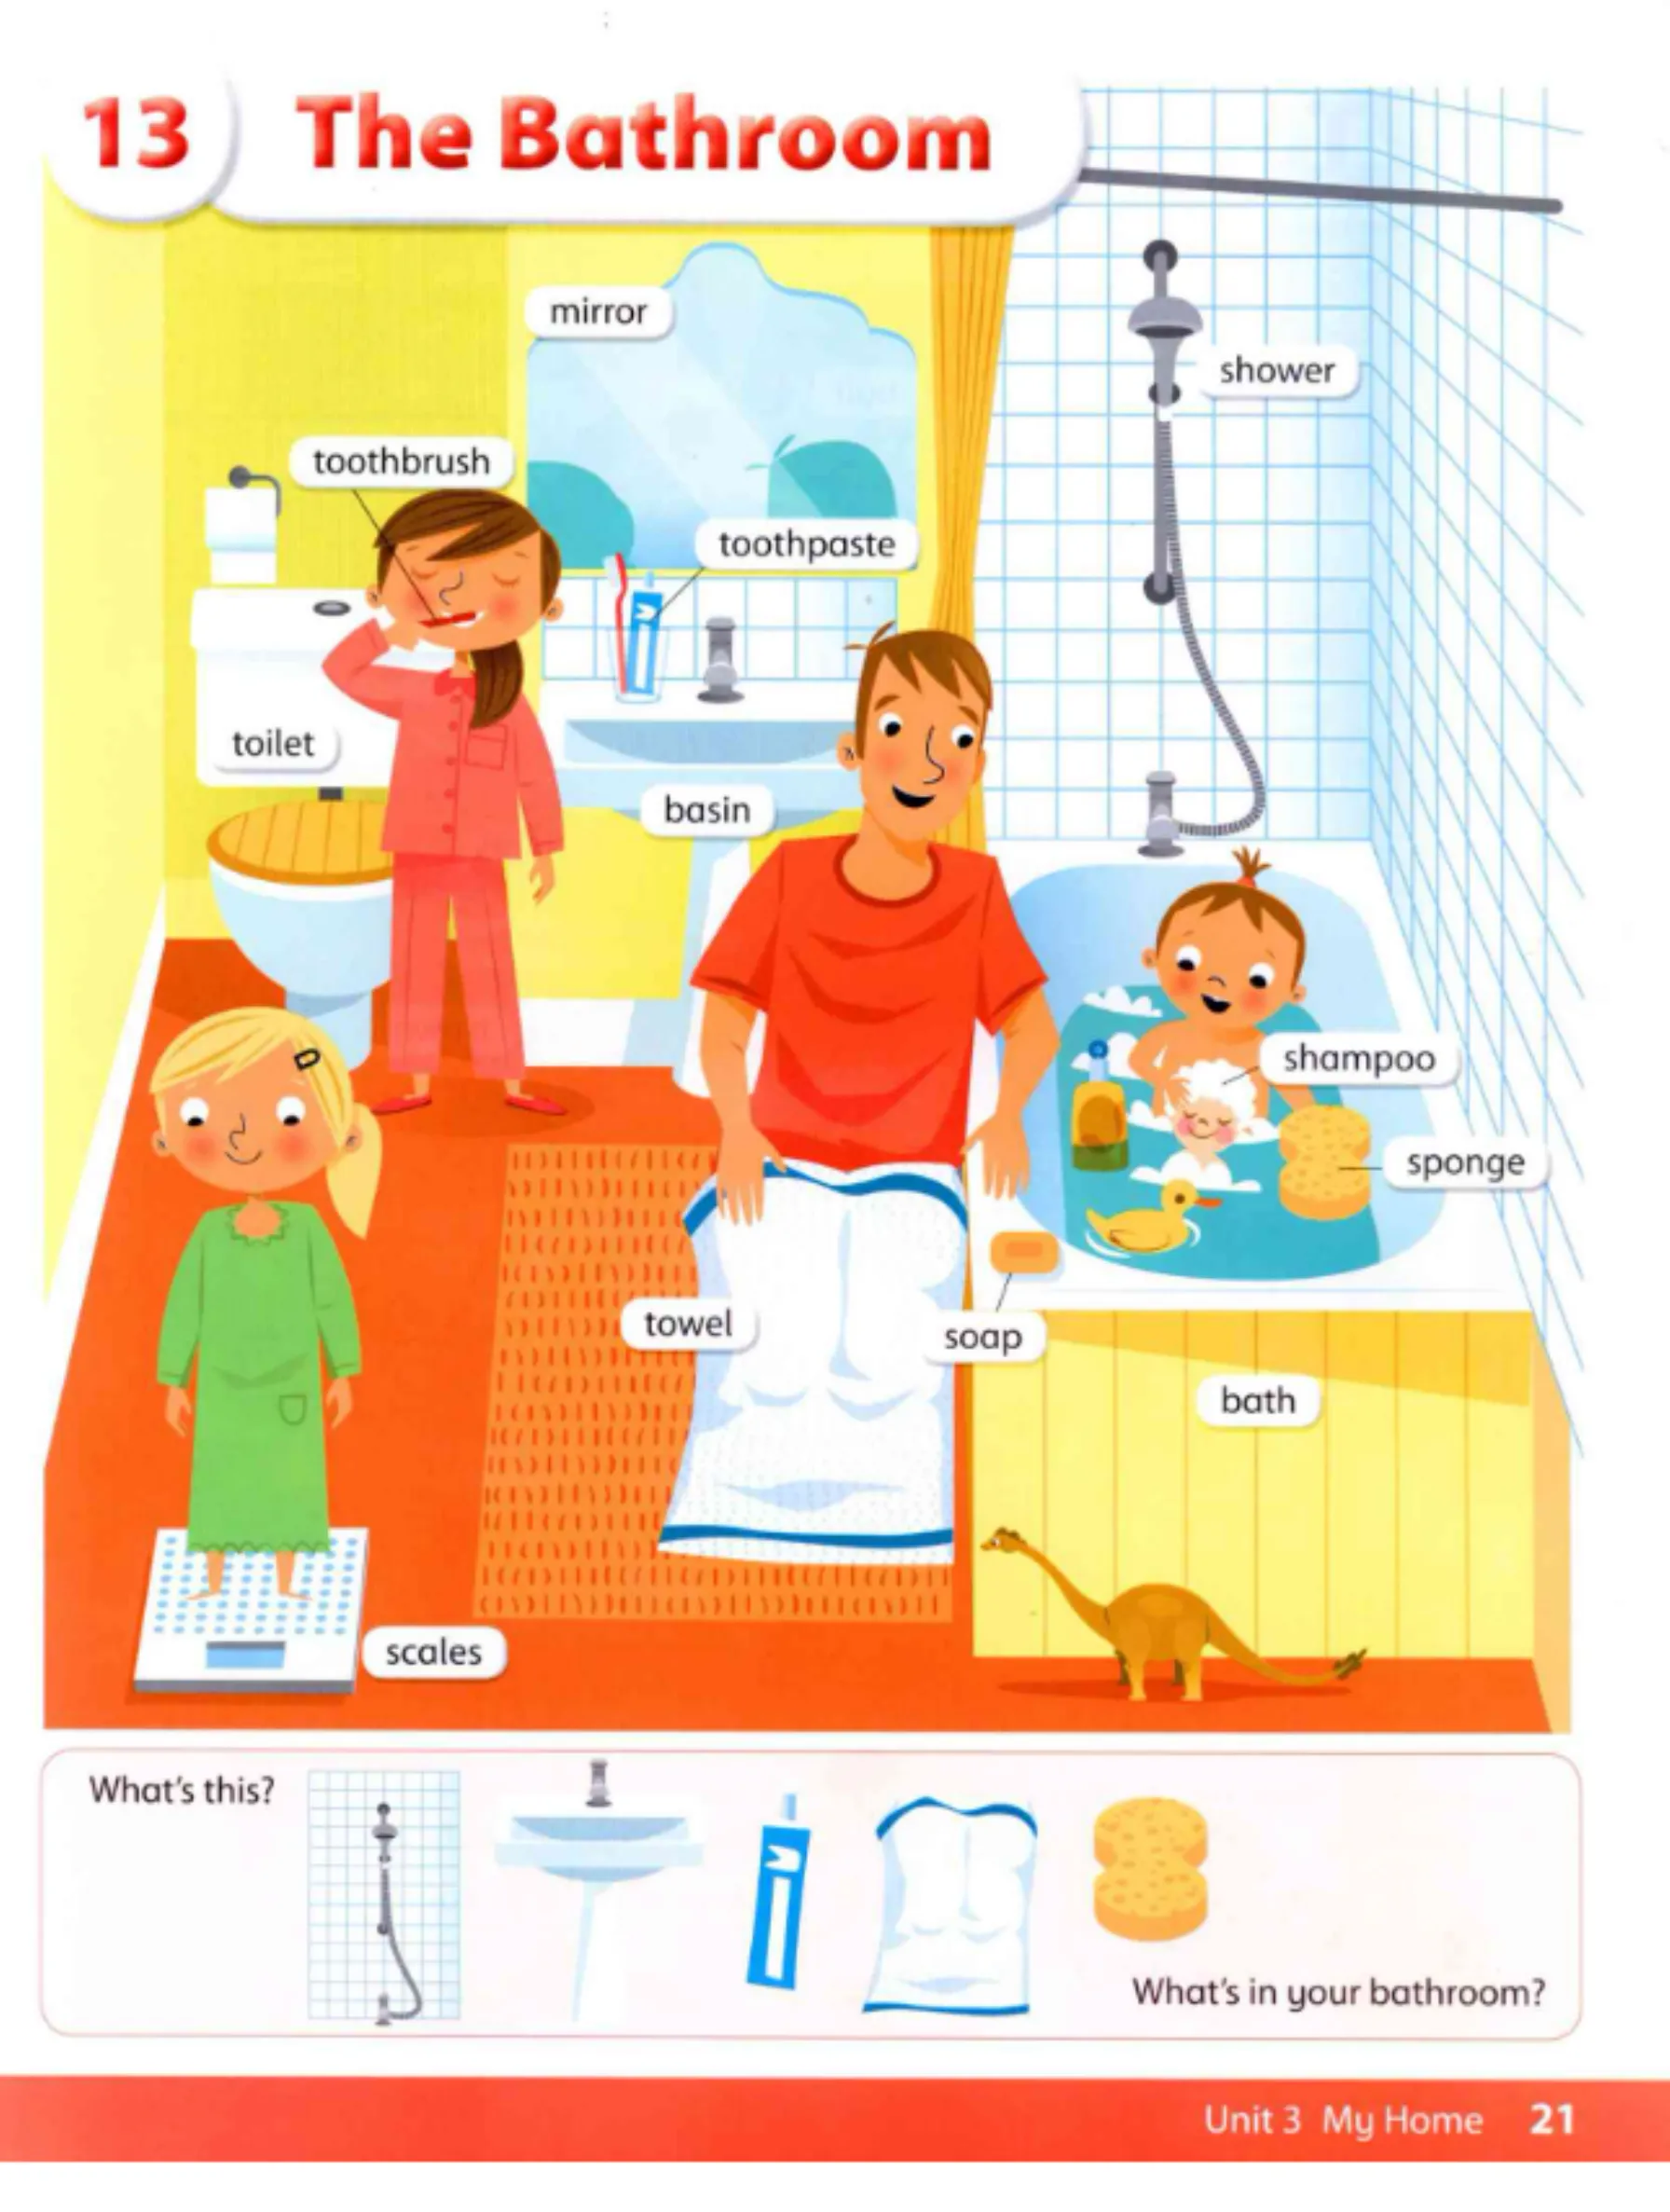 13 The Bathroom
mirror
shower
toothbrush
toothpaste
toilet
basin
shampoo
sponge
towel
soap
bath
scales
What's this?
What's in your bathroom?
Unit 3 My Home 21